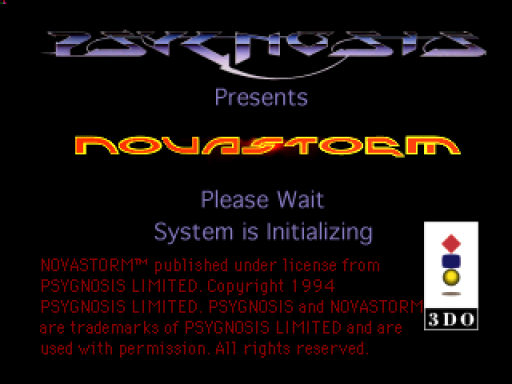 PSYGNOSIS
Presents
NOVASTORM
Please Wait
System is Initializing
NOVASTORM™ published under license from
PSYGNOSIS LIMITED. Copyright 1994
PSYGNOSIS LIMITED. PSYGNOSIS and NOVASTORM
are trademarks of PSYGNOSIS LIMITED and are
used with permission. All rights reserved.
3DO